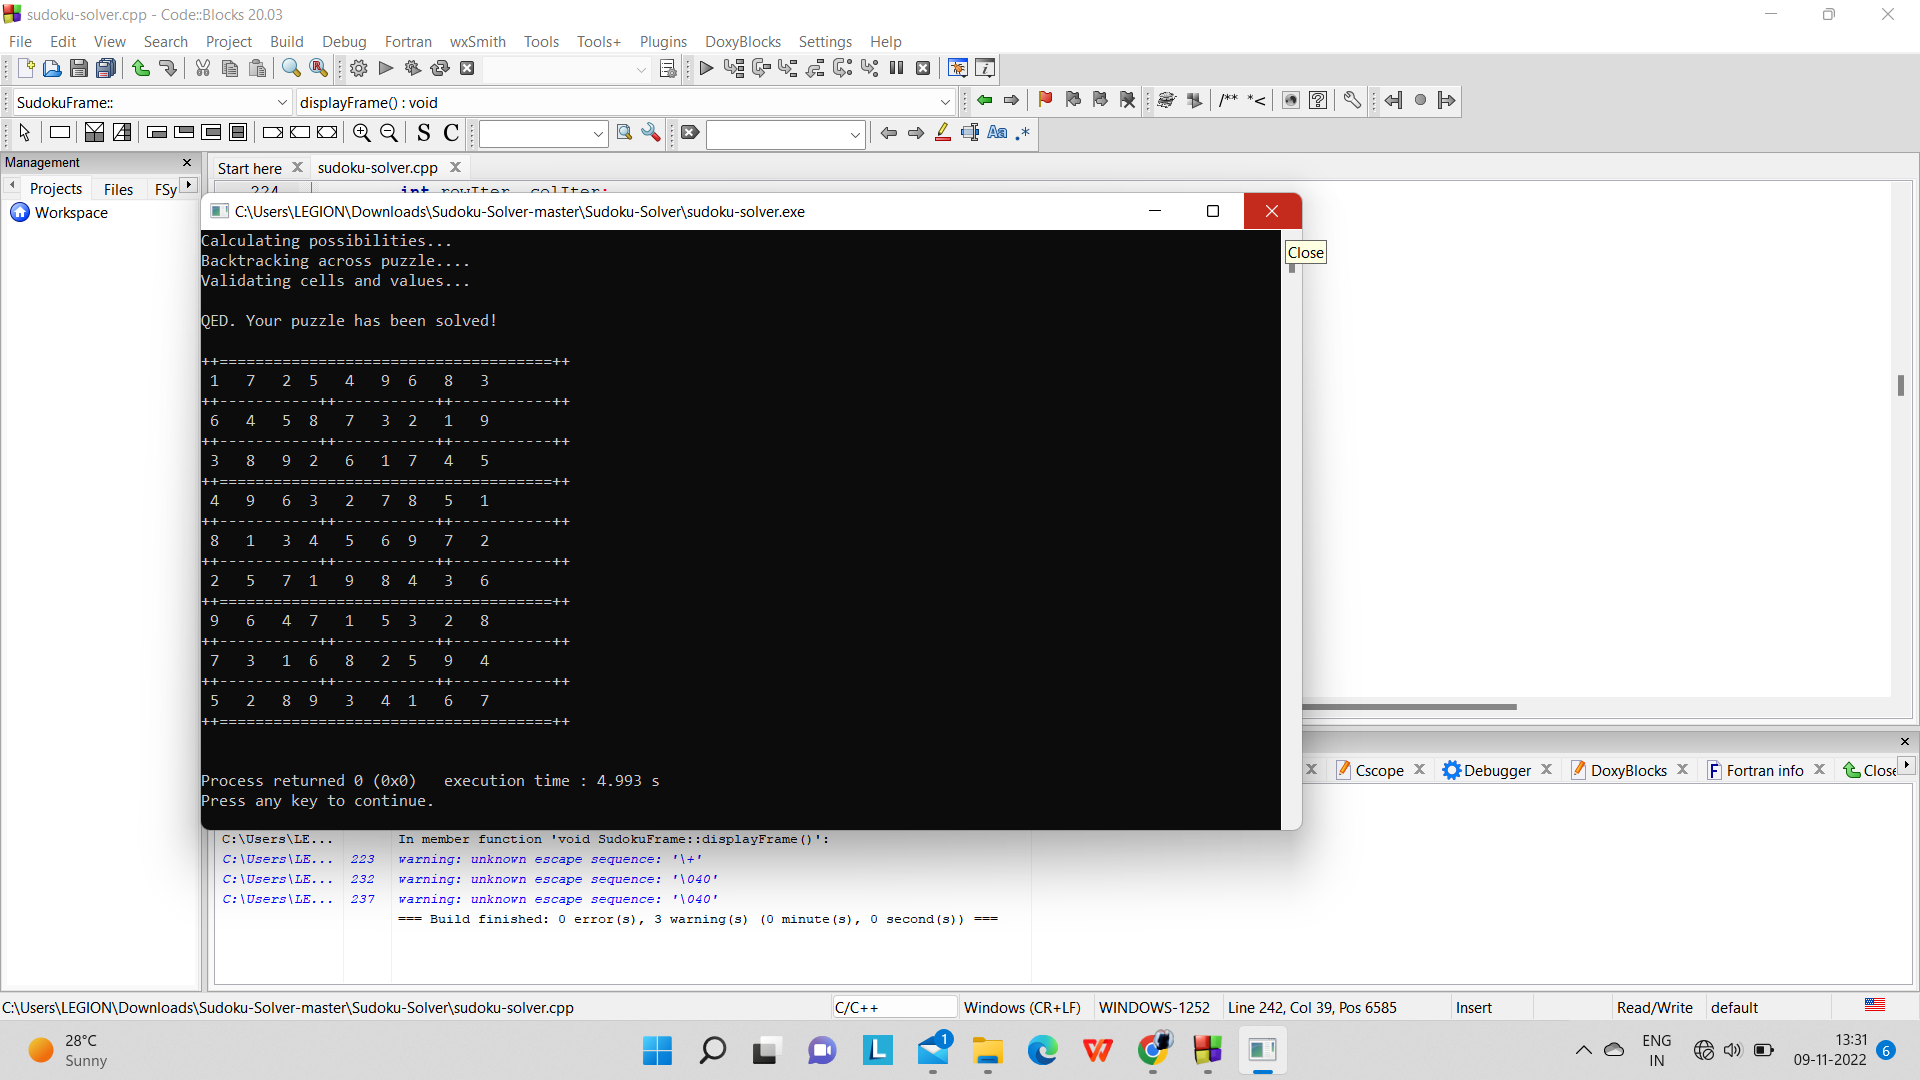 sudoku-solver.cpp - Code::Blocks 20.03
File Edit View Search Project Build Debug Fortran wxSmith Tools Tools+ Plugins DoxyBlocks Settings Help
SudokuFrame:: displayFrame() : void
/** *<
S C Aa .*
Management
Start here sudoku-solver.cpp
Projects Files FSy
Workspace
224 int rowIter, colIter;
C:\Users\LEGION\Downloads\Sudoku-Solver-master\Sudoku-Solver\sudoku-solver.exe
Close
Calculating possibilities...
Backtracking across puzzle....
Validating cells and values...
QED. Your puzzle has been solved!
++=====================================++
1 7 2 5 4 9 6 8 3
++-----------++-----------++-----------++
6 4 5 8 7 3 2 1 9
++-----------++-----------++-----------++
3 8 9 2 6 1 7 4 5
++=====================================++
4 9 6 3 2 7 8 5 1
++-----------++-----------++-----------++
8 1 3 4 5 6 9 7 2
++-----------++-----------++-----------++
2 5 7 1 9 8 4 3 6
++=====================================++
9 6 4 7 1 5 3 2 8
++-----------++-----------++-----------++
7 3 1 6 8 2 5 9 4
++-----------++-----------++-----------++
5 2 8 9 3 4 1 6 7
++=====================================++
Process returned 0 (0x0) execution time : 4.993 s
Press any key to continue.
Cscope Debugger DoxyBlocks Fortran info Close
C:\Users\LE... In member function 'void SudokuFrame::displayFrame()':
C:\Users\LE... 223 warning: unknown escape sequence: '\+'
C:\Users\LE... 232 warning: unknown escape sequence: '\040'
C:\Users\LE... 237 warning: unknown escape sequence: '\040'
=== Build finished: 0 error(s), 3 warning(s) (0 minute(s), 0 second(s)) ===
C:\Users\LEGION\Downloads\Sudoku-Solver-master\Sudoku-Solver\sudoku-solver.cpp C/C++ Windows (CR+LF) WINDOWS-1252 Line 242, Col 39, Pos 6585 Insert Read/Write default
28°C
Sunny
L
1
ENG
IN
13:31
09-11-2022
6